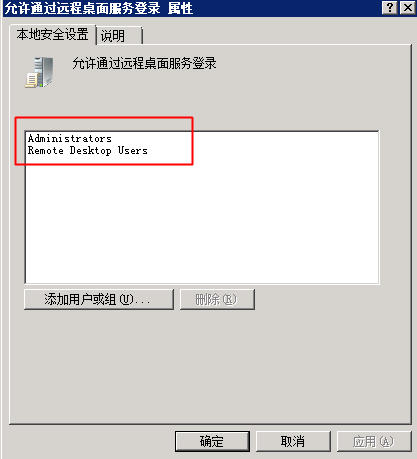 允许通过远程桌面服务登录 属性
本地安全设置 说明
允许通过远程桌面服务登录
Administrators
Remote Desktop Users
添加用户或组(U)... 删除(R)
确定 取消 应用(A)